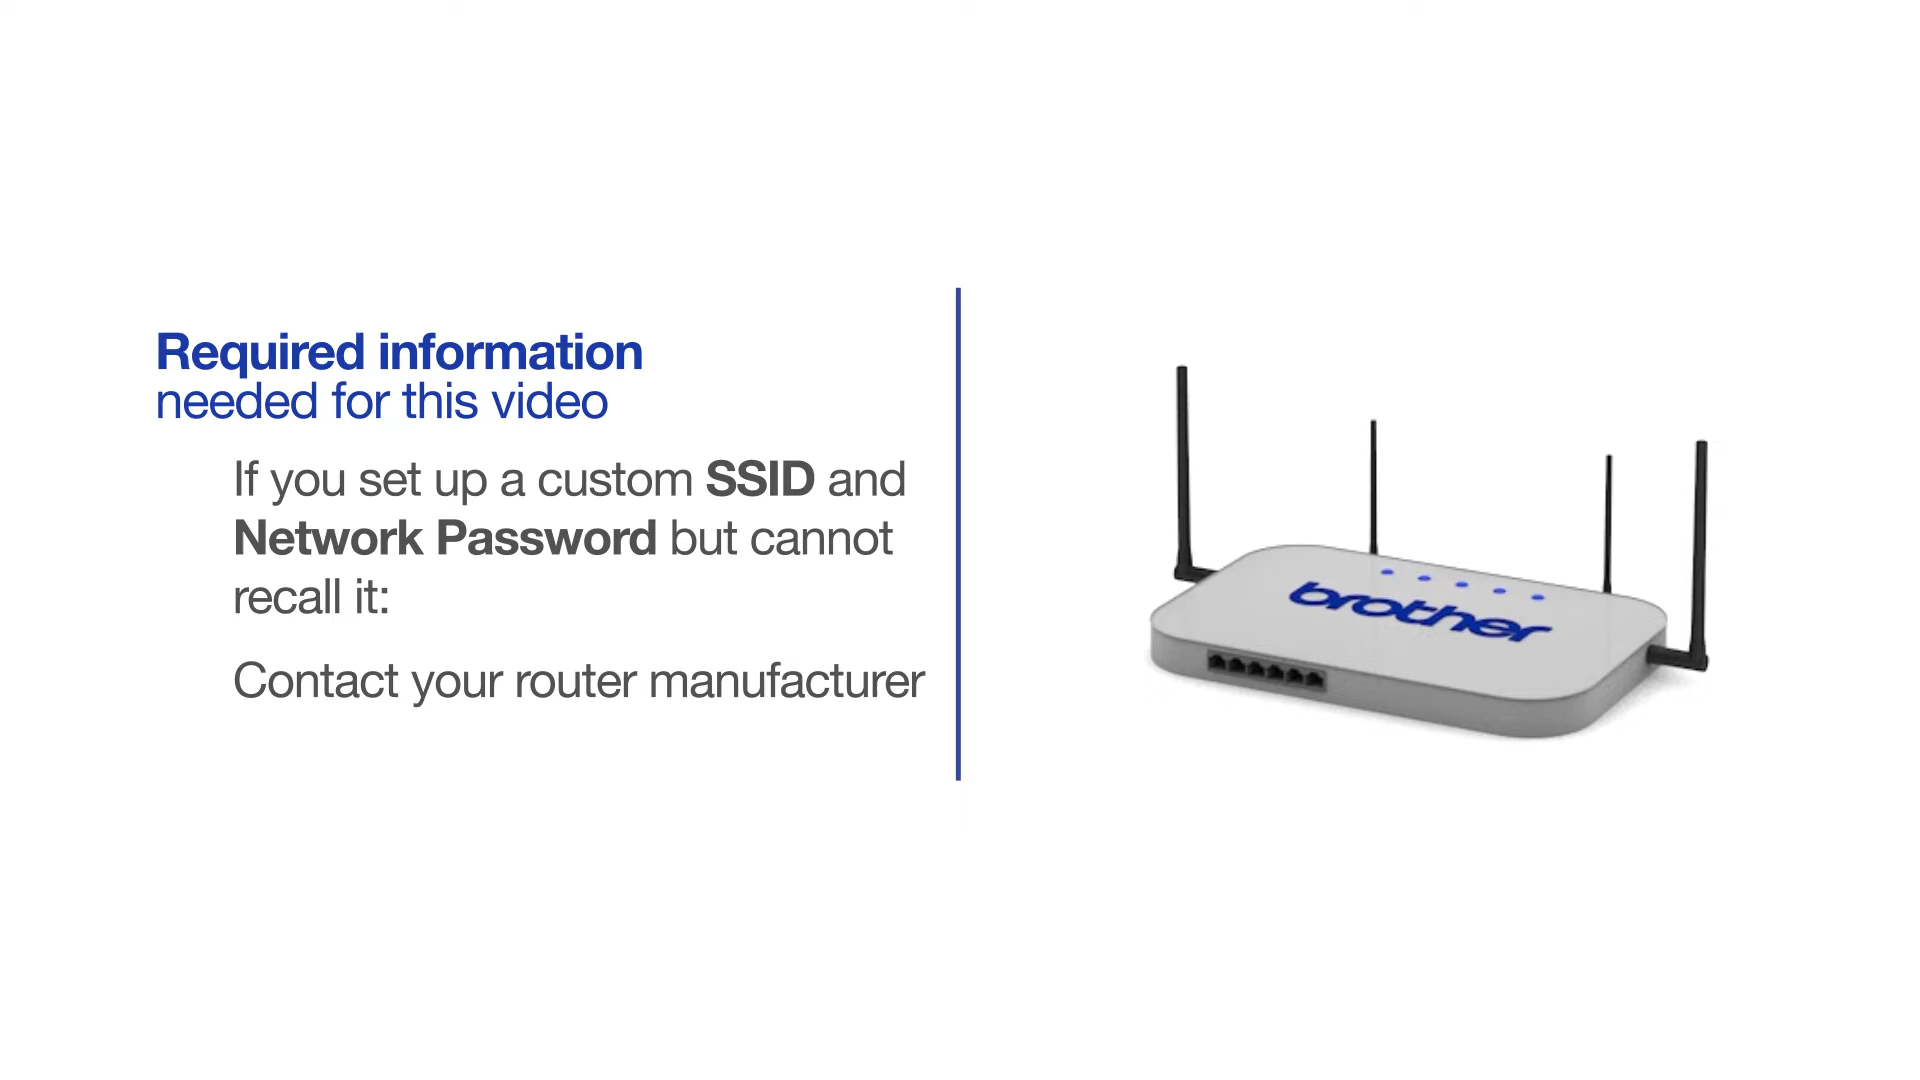 Required information
needed for this video
If you set up a custom SSID and
Network Password but cannot
recall it:
Contact your router manufacturer
brother